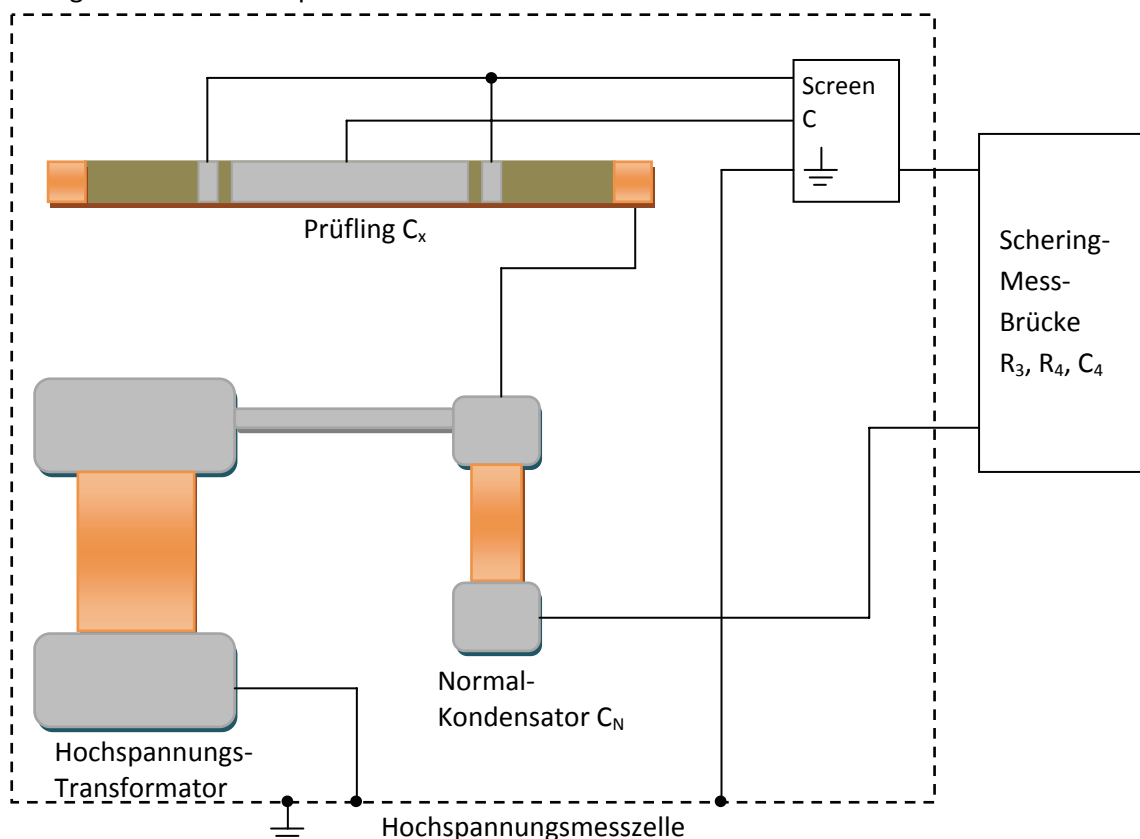 Screen
C
Prüfling Cx
Schering-
Mess-
Brücke
R3, R4, C4
Normal-
Kondensator CN
Hochspannungs-
Transformator
Hochspannungsmesszelle